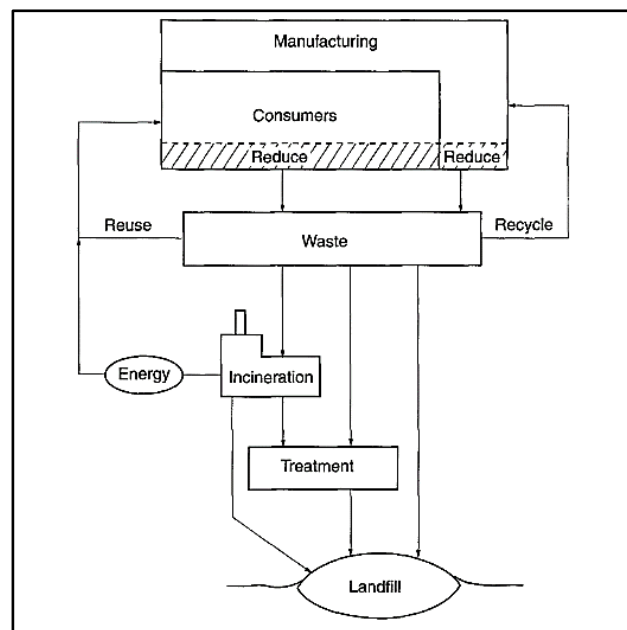 Manufacturing
Consumers
Reduce
Reduce
Reuse
Waste
Recycle
Energy
Incineration
Treatment
Landfill